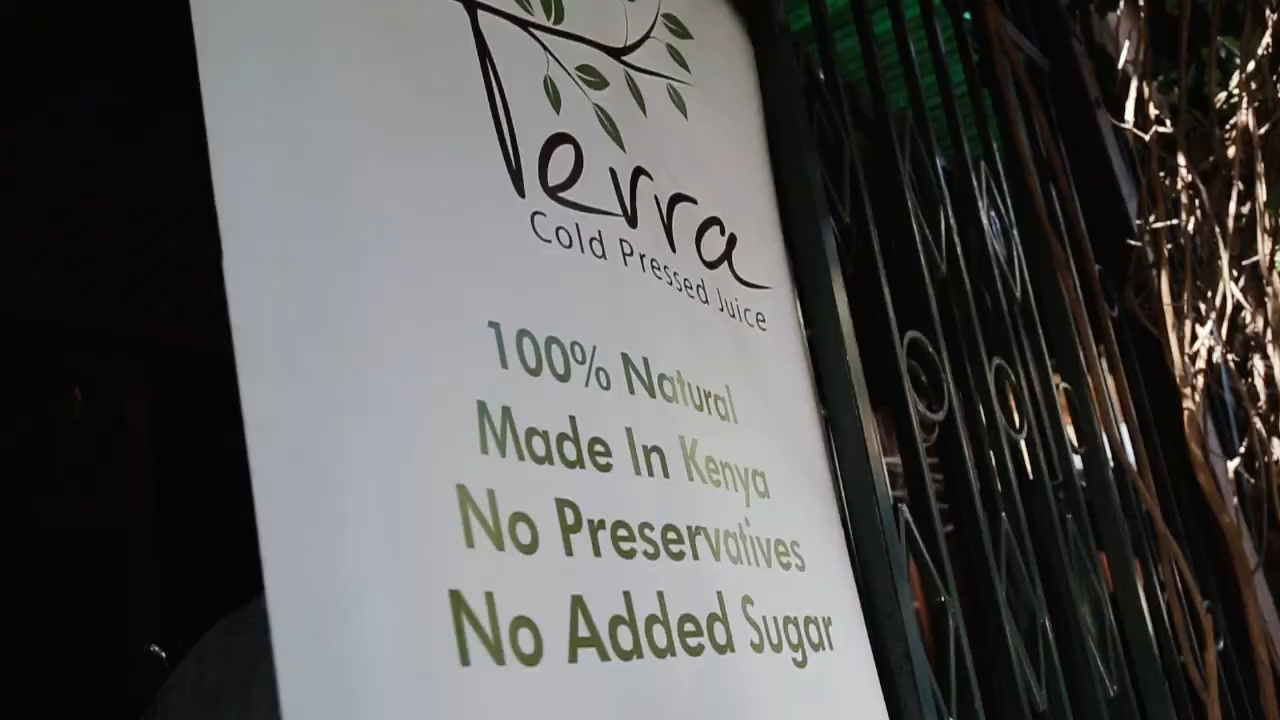 Terra
Cold Pressed Juice
100% Natural
Made In Kenya
No Preservatives
No Added Sugar